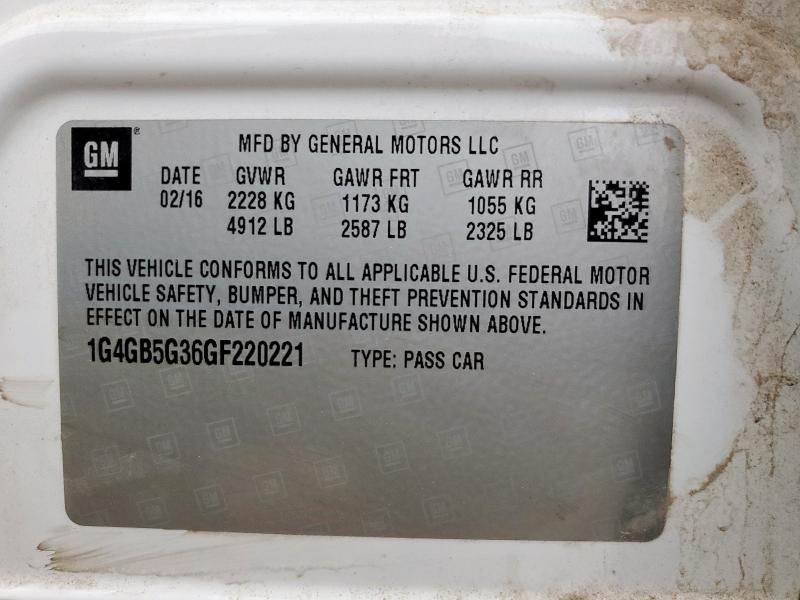 GM ®
MFD BY GENERAL MOTORS LLC
DATE GVWR GAWR FRT GAWR RR
02/16 2228 KG 1173 KG 1055 KG
4912 LB 2587 LB 2325 LB
THIS VEHICLE CONFORMS TO ALL APPLICABLE U.S. FEDERAL MOTOR
VEHICLE SAFETY, BUMPER, AND THEFT PREVENTION STANDARDS IN
EFFECT ON THE DATE OF MANUFACTURE SHOWN ABOVE.
1G4GB5G36GF220221 TYPE: PASS CAR